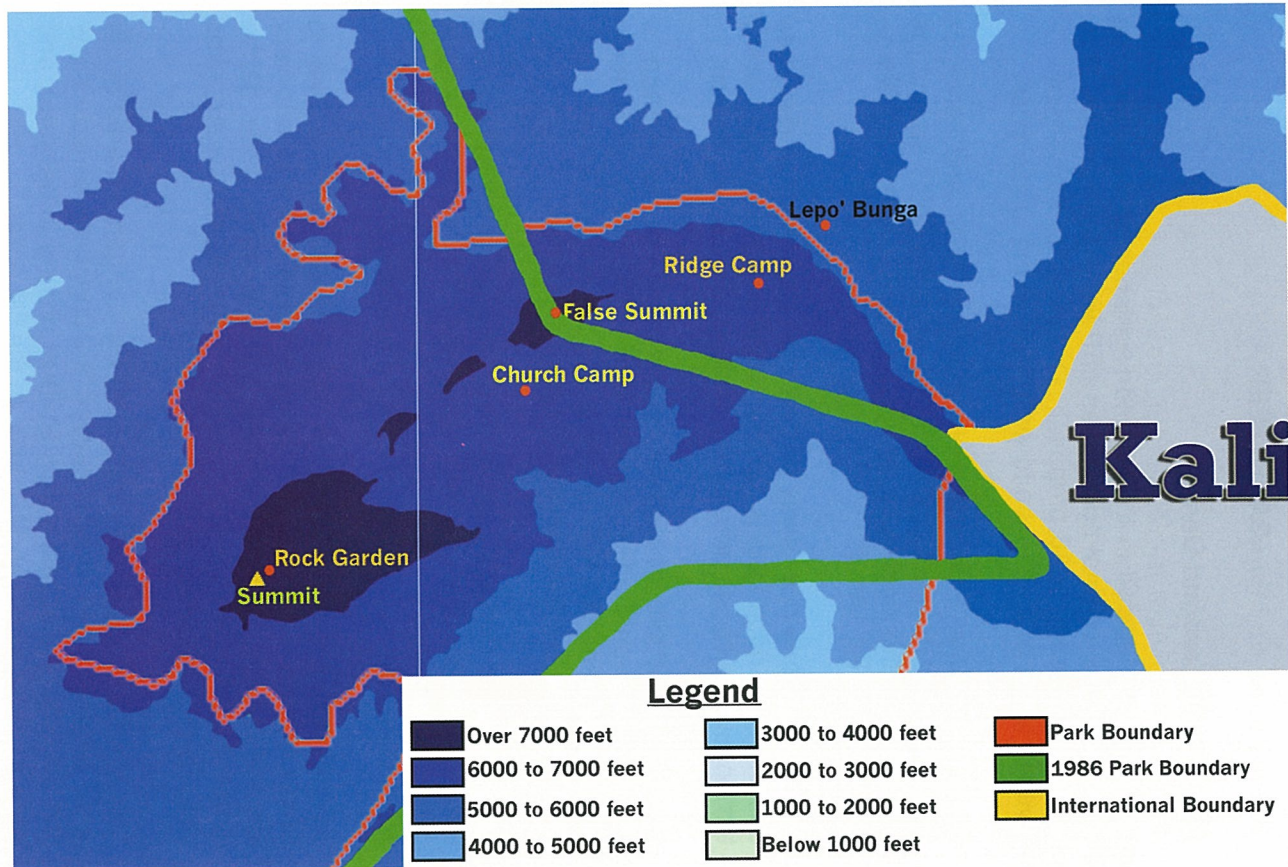 Lepo' Bunga
Ridge Camp
False Summit
Church Camp
Kali
Rock Garden
Summit
Legend
Over 7000 feet
6000 to 7000 feet
5000 to 6000 feet
4000 to 5000 feet
3000 to 4000 feet
2000 to 3000 feet
1000 to 2000 feet
Below 1000 feet
Park Boundary
1986 Park Boundary
International Boundary